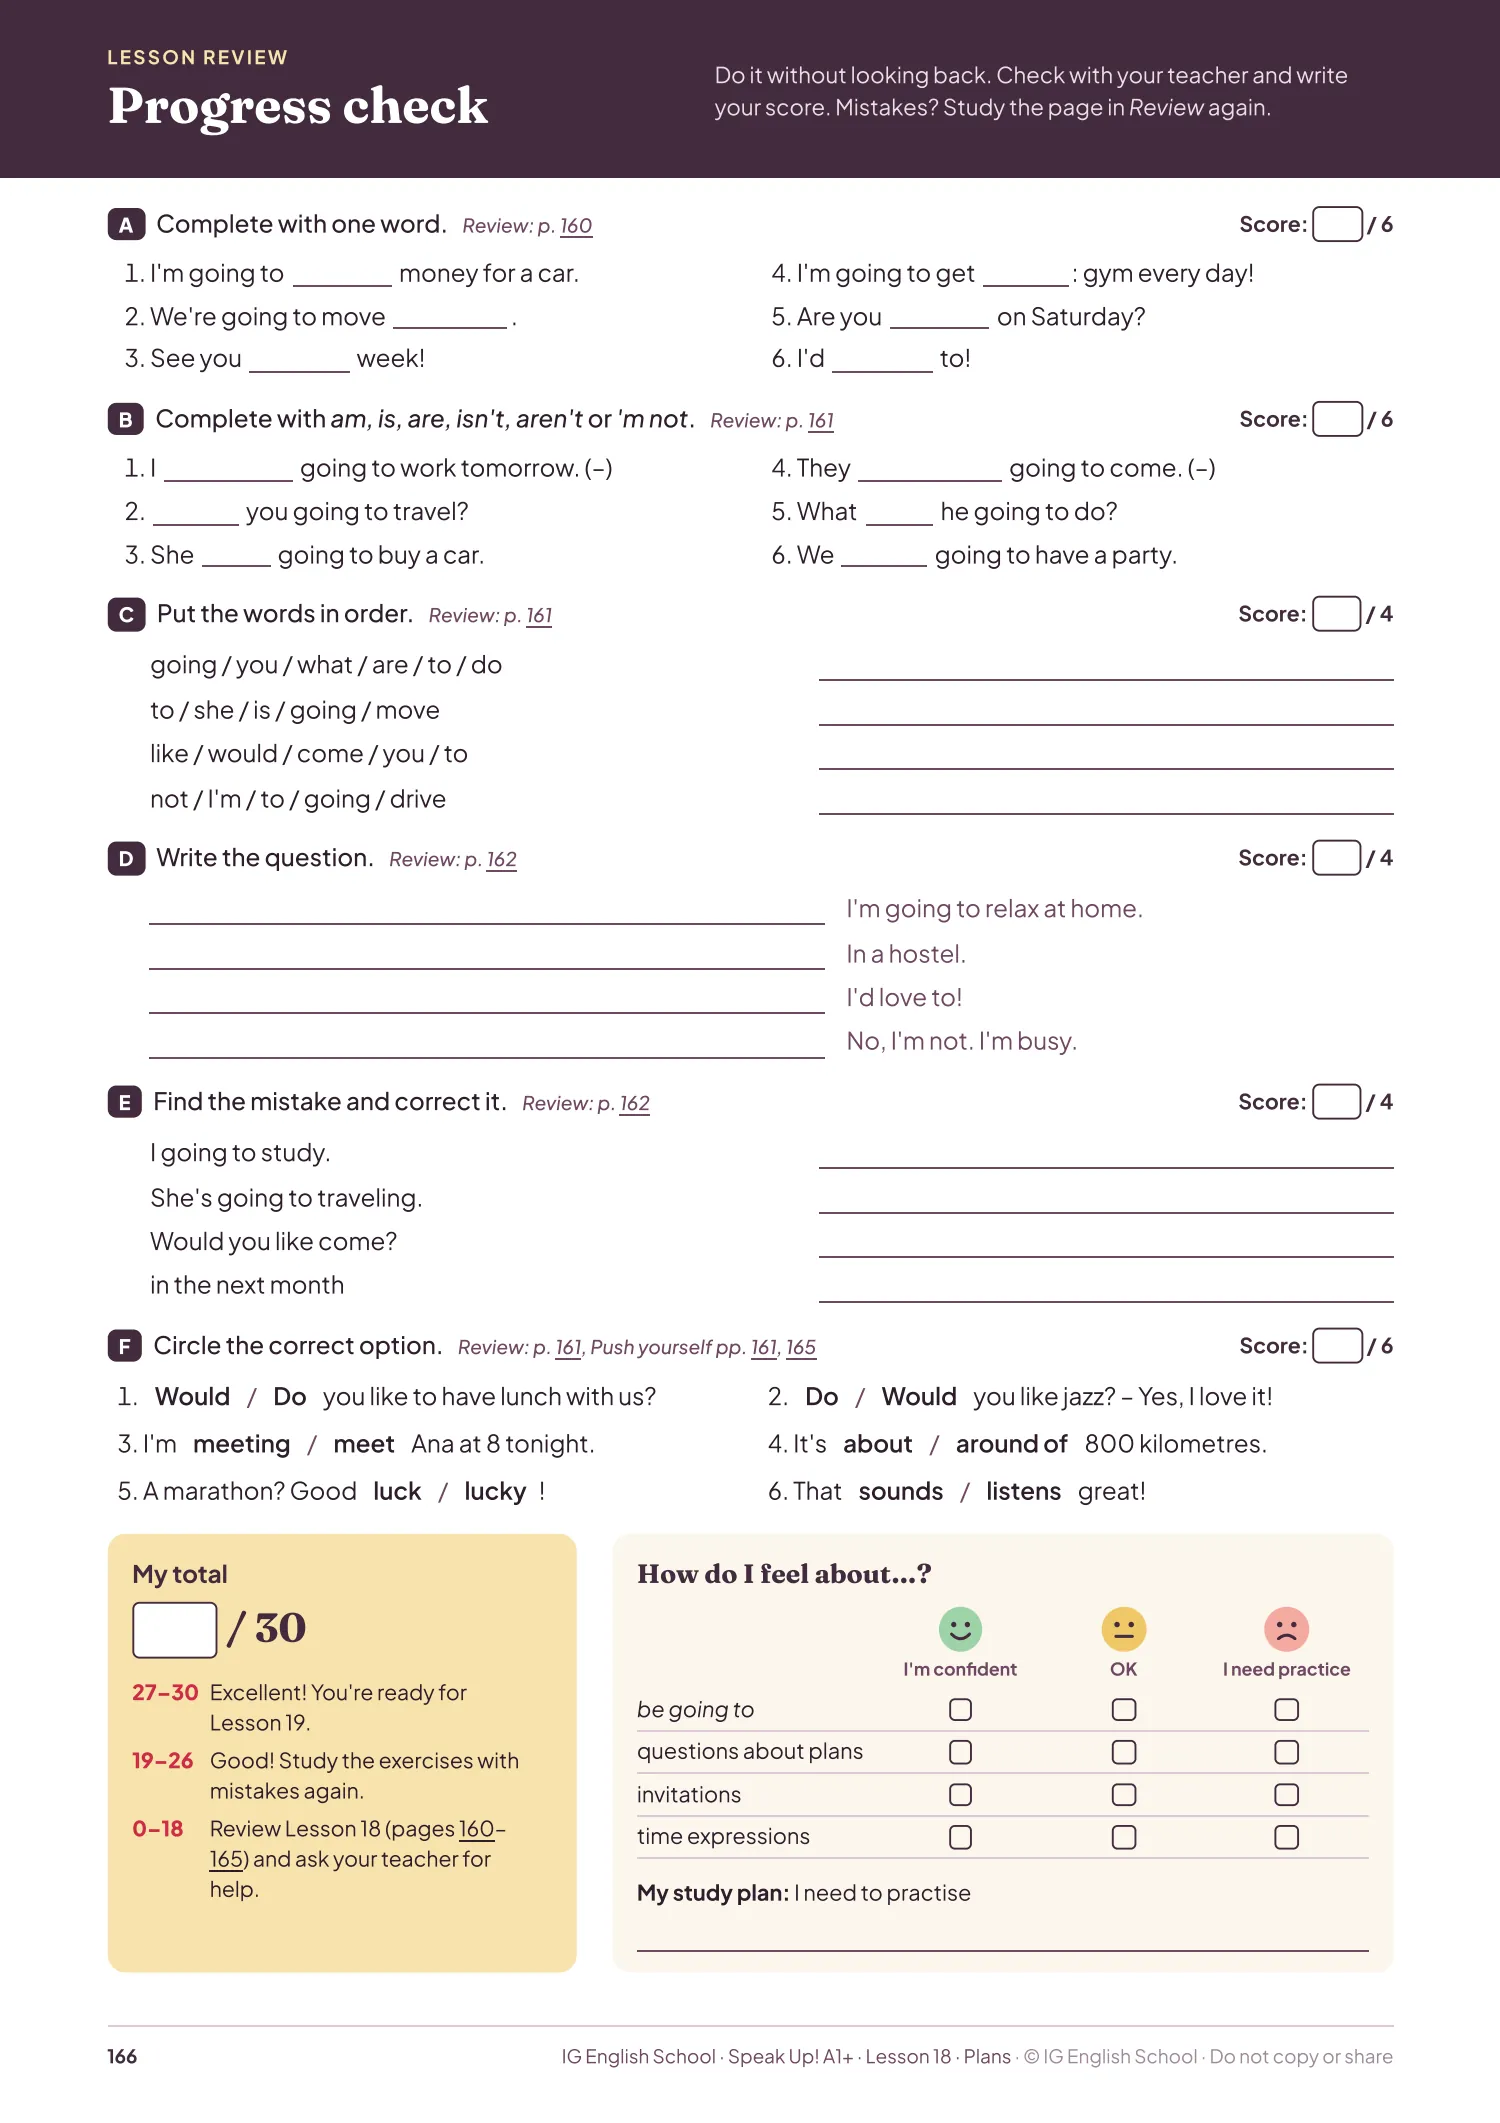 LESSON REVIEW
Progress check
Do it without looking back. Check with your teacher and write
your score. Mistakes? Study the page in Review again.
A Complete with one word. Review: p. 160 Score: / 6
1. I'm going to ________ money for a car.
2. We're going to move _________ .
3. See you ________ week!
4. I'm going to get _______ : gym every day!
5. Are you ________ on Saturday?
6. I'd ________ to!
B Complete with am, is, are, isn't, aren't or 'm not. Review: p. 161 Score: / 6
1. I __________ going to work tomorrow. (–)
2. _______ you going to travel?
3. She _____ going to buy a car.
4. They ___________ going to come. (–)
5. What _____ he going to do?
6. We _______ going to have a party.
C Put the words in order. Review: p. 161 Score: / 4
going / you / what / are / to / do
to / she / is / going / move
like / would / come / you / to
not / I'm / to / going / drive
D Write the question. Review: p. 162 Score: / 4
I'm going to relax at home.
In a hostel.
I'd love to!
No, I'm not. I'm busy.
E Find the mistake and correct it. Review: p. 162 Score: / 4
I going to study.
She's going to traveling.
Would you like come?
in the next month
F Circle the correct option. Review: p. 161, Push yourself pp. 161, 165 Score: / 6
1. Would / Do you like to have lunch with us?
2. Do / Would you like jazz? – Yes, I love it!
3. I'm meeting / meet Ana at 8 tonight.
4. It's about / around of 800 kilometres.
5. A marathon? Good luck / lucky !
6. That sounds / listens great!
My total
/ 30
27–30 Excellent! You're ready for
Lesson 19.
19–26 Good! Study the exercises with
mistakes again.
0–18 Review Lesson 18 (pages 160–
165) and ask your teacher for
help.
How do I feel about...?
I'm confident OK I need practice
be going to
questions about plans
invitations
time expressions
My study plan: I need to practise
166 IG English School · Speak Up! A1+ · Lesson 18 · Plans · © IG English School · Do not copy or share